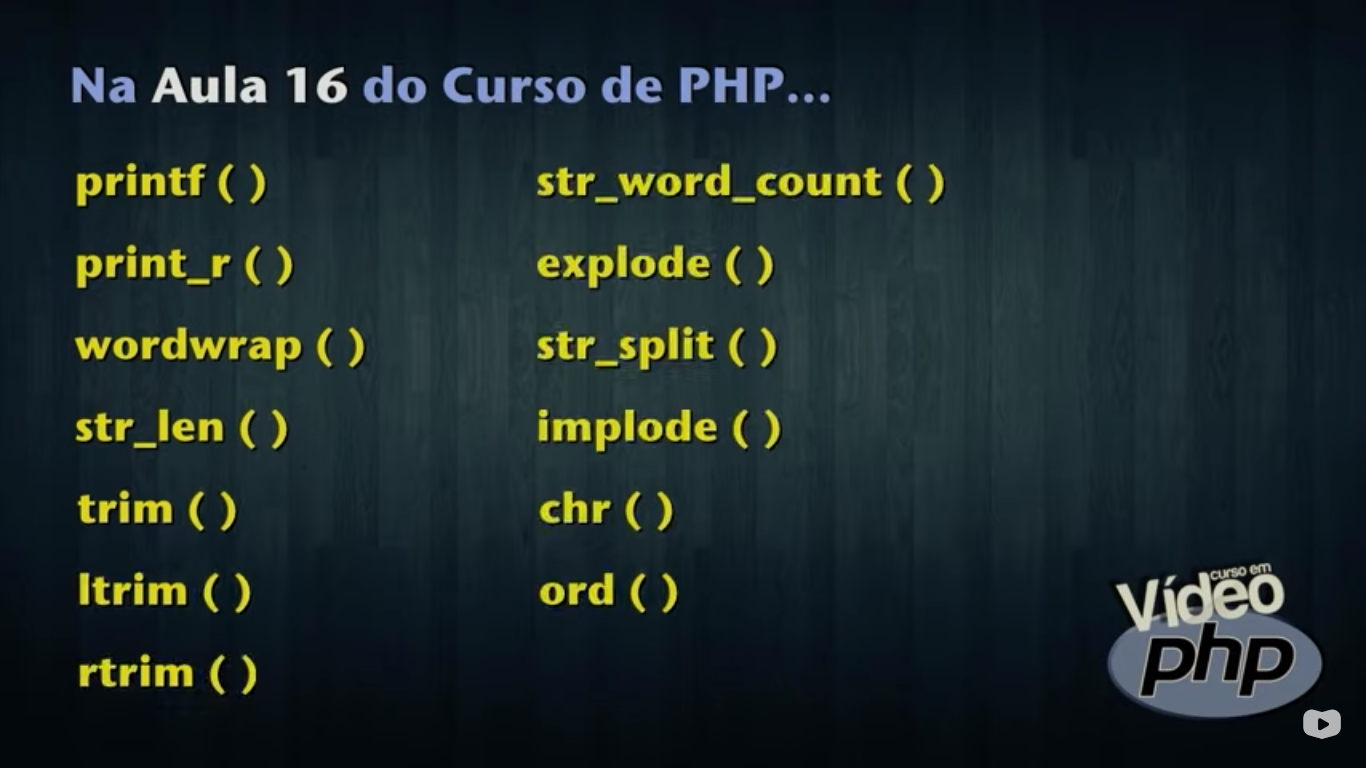 Na Aula 16 do Curso de PHP...
printf ( )
print_r ( )
wordwrap ( )
str_len ( )
trim ( )
ltrim ( )
rtrim ( )
str_word_count ( )
explode ( )
str_split ( )
implode ( )
chr ( )
ord ( )
curso em
Vídeo
php